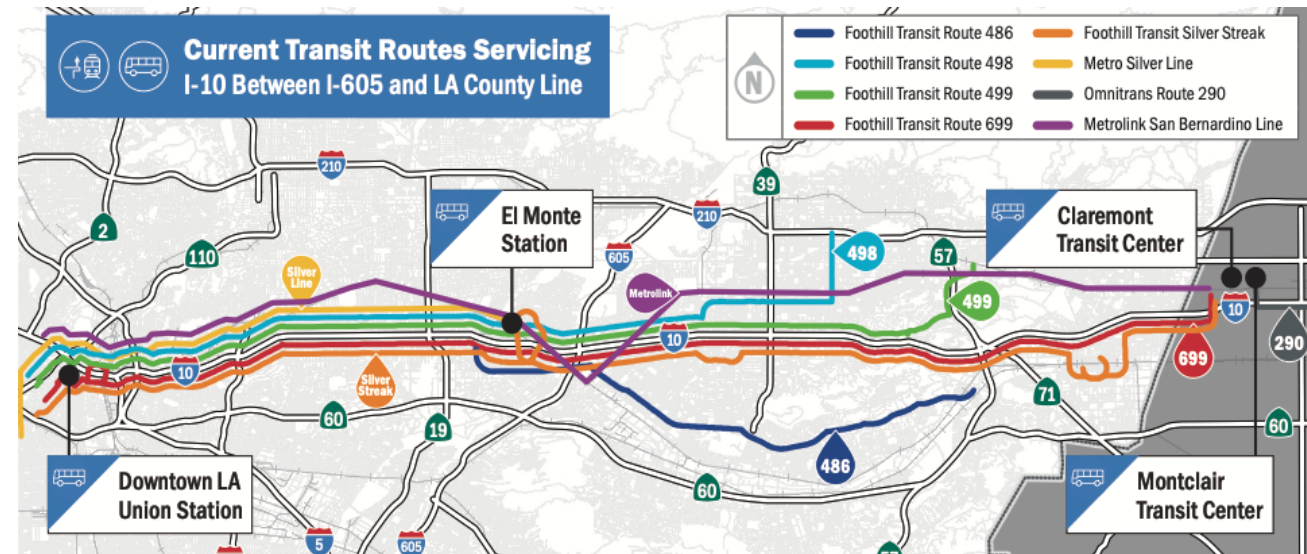 Current Transit Routes Servicing
I-10 Between I-605 and LA County Line
N
Foothill Transit Route 486
Foothill Transit Route 498
Foothill Transit Route 499
Foothill Transit Route 699
Foothill Transit Silver Streak
Metro Silver Line
Omnitrans Route 290
Metrolink San Bernardino Line
210
39
El Monte
Station
Claremont
Transit Center
2
110
210
605
498
57
Silver
Line
Metrolink
499
10
10
10
290
699
Silver
Streak
60
19
71
60
486
60
Downtown LA
Union Station
Montclair
Transit Center
5
605